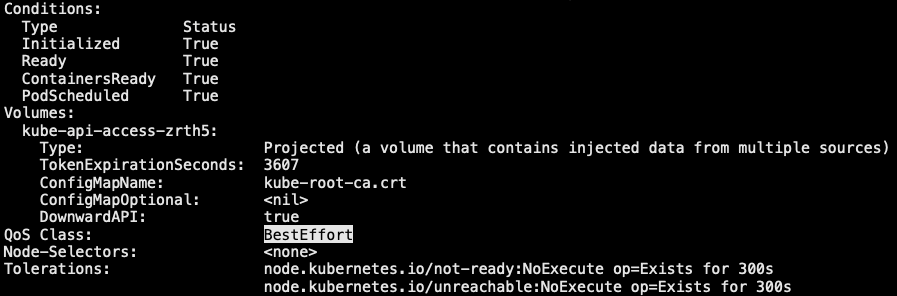 Conditions:
  Type              Status
  Initialized       True
  Ready             True
  ContainersReady   True
  PodScheduled      True
Volumes:
  kube-api-access-zrth5:
    Type:                    Projected (a volume that contains injected data from multiple sources)
    TokenExpirationSeconds:  3607
    ConfigMapName:           kube-root-ca.crt
    ConfigMapOptional:       <nil>
    DownwardAPI:             true
QoS Class:                   BestEffort
Node-Selectors:              <none>
Tolerations:                 node.kubernetes.io/not-ready:NoExecute op=Exists for 300s
                             node.kubernetes.io/unreachable:NoExecute op=Exists for 300s